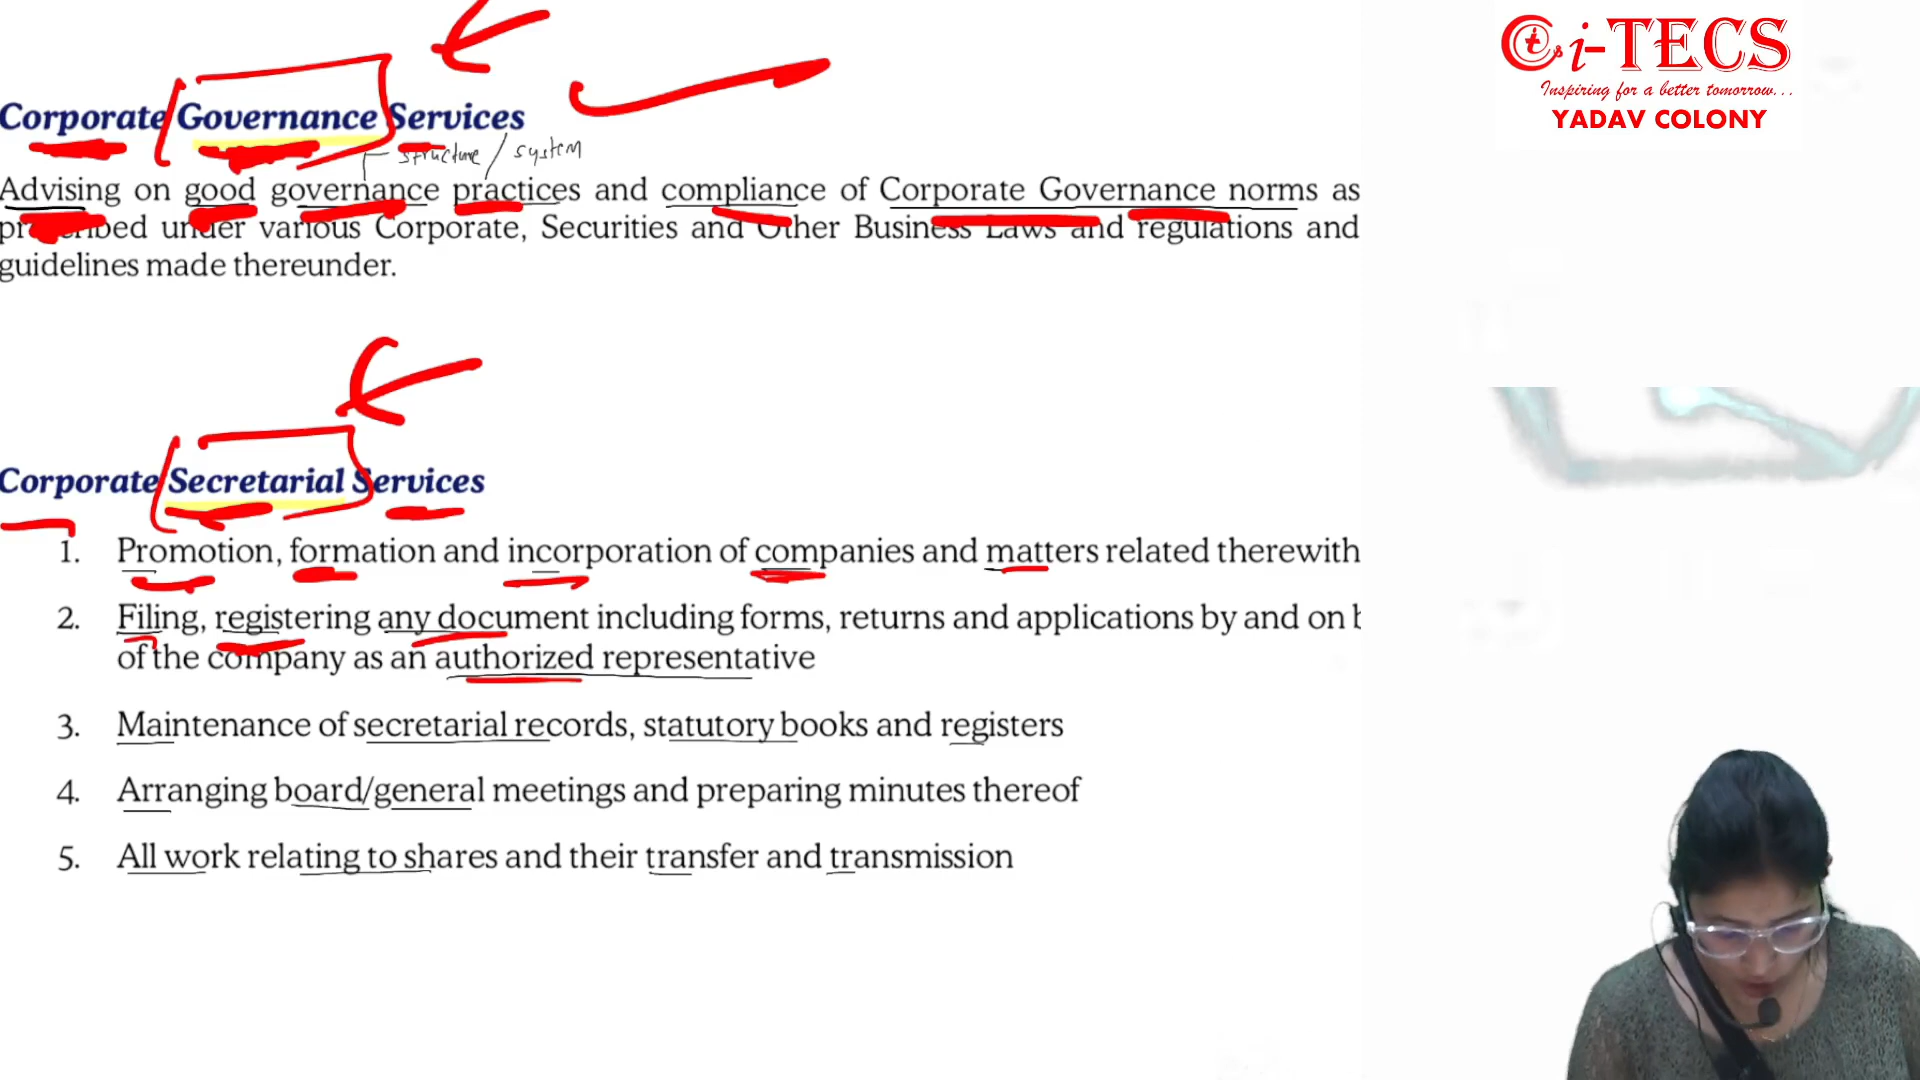 i-TECS
Inspiring for a better tomorrow...
YADAV COLONY
Corporate Governance Services
structure / system
Advising on good governance practices and compliance of Corporate Governance norms as
prescribed under various Corporate, Securities and Other Business Laws and regulations and
guidelines made thereunder.
Corporate Secretarial Services
1. Promotion, formation and incorporation of companies and matters related therewith
2. Filing, registering any document including forms, returns and applications by and on
of the company as an authorized representative
3. Maintenance of secretarial records, statutory books and registers
4. Arranging board/general meetings and preparing minutes thereof
5. All work relating to shares and their transfer and transmission